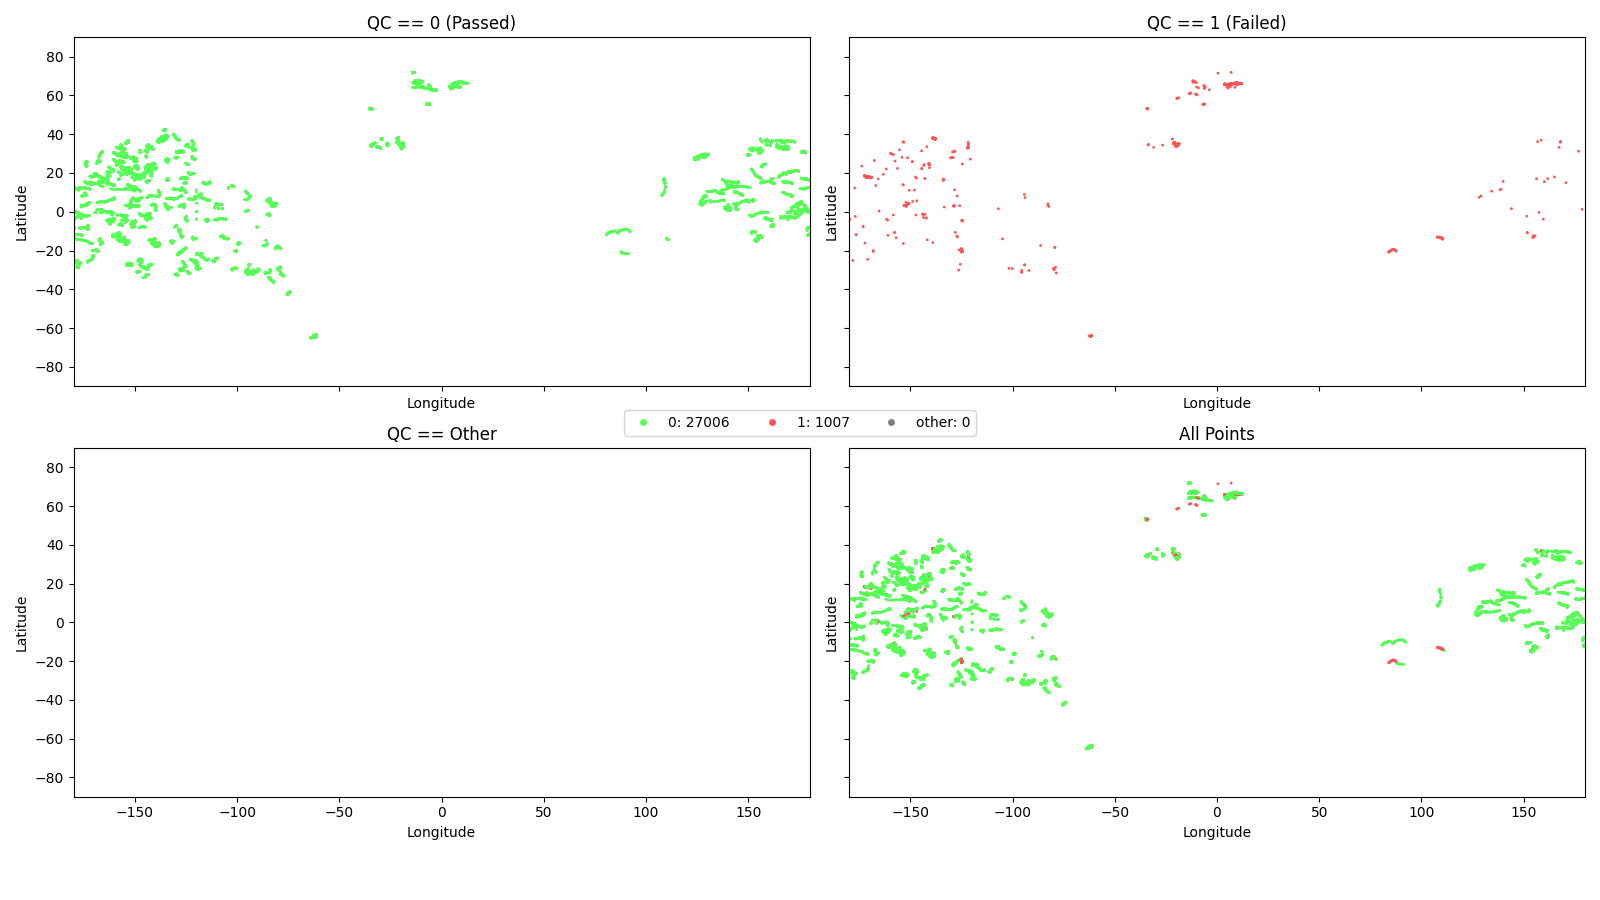 QC == 0 (Passed)
QC == 1 (Failed)
80
60
40
20
0
−20
−40
−60
−80
Latitude
Latitude
Longitude
Longitude
0: 27006
1: 1007
other: 0
QC == Other
All Points
80
60
40
20
0
−20
−40
−60
−80
Latitude
Latitude
−150
−100
−50
0
50
100
150
−150
−100
−50
0
50
100
150
Longitude
Longitude